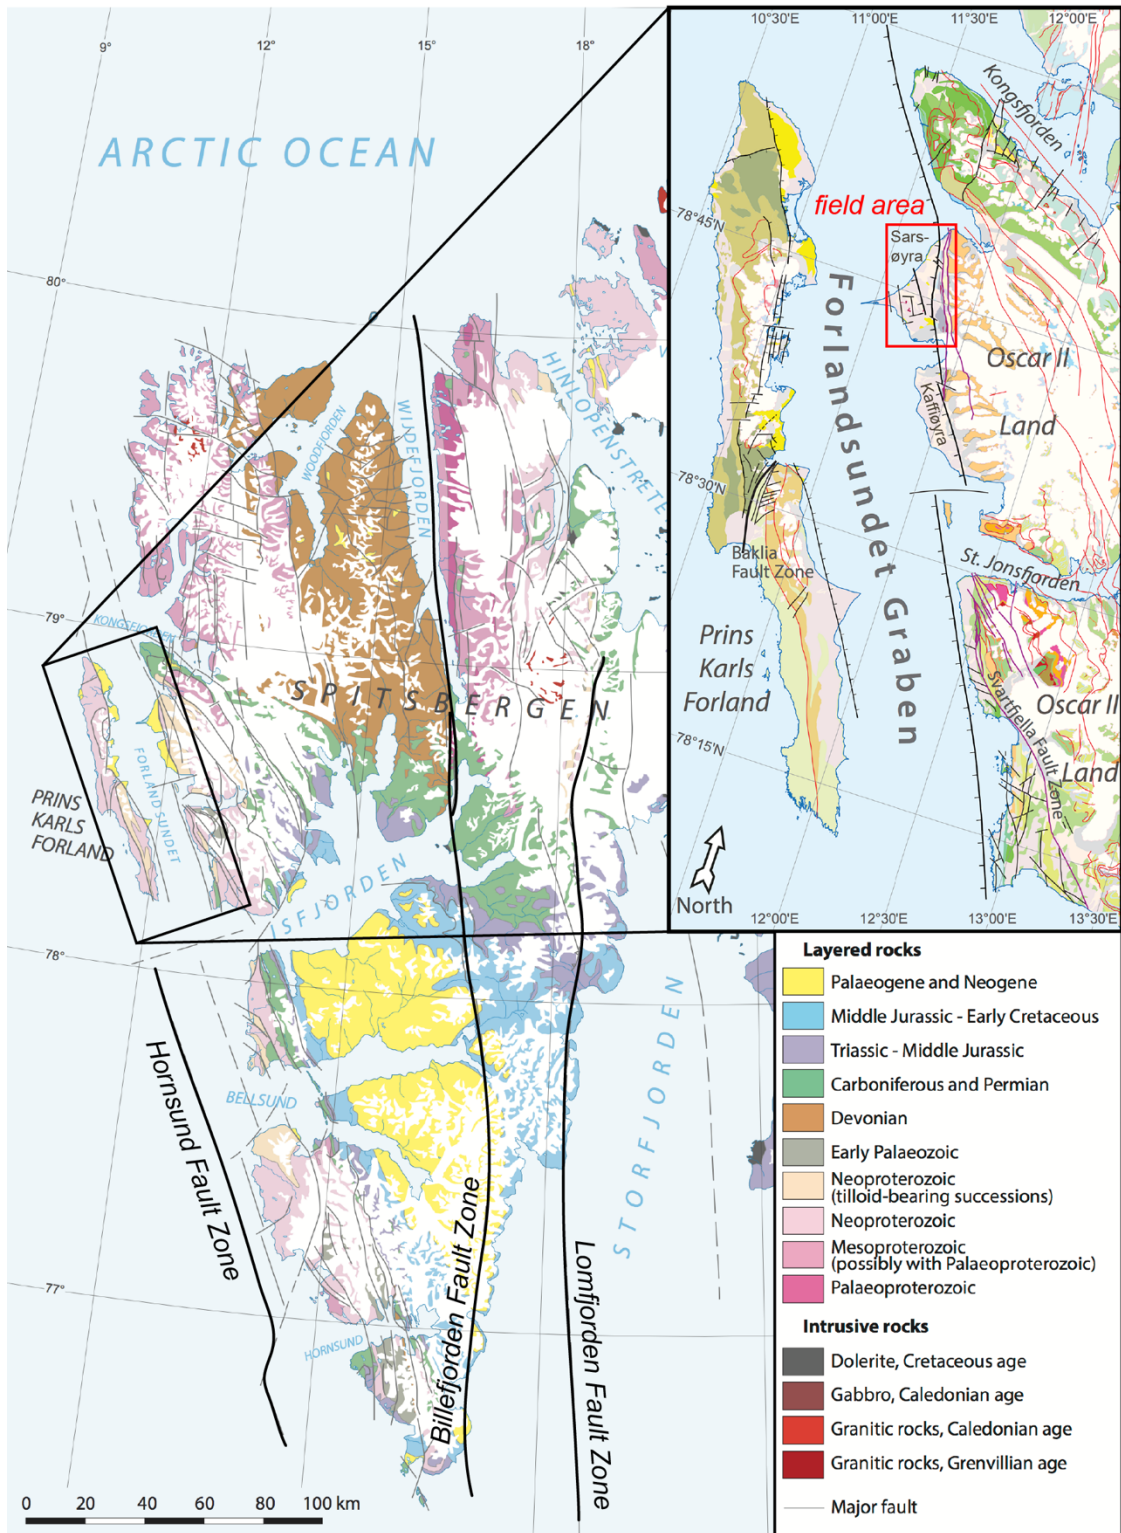 9°
12°
15°
18°
ARCTIC OCEAN
80°
79°
78°
77°
HINLOPENSTRETE
WOODFJORDEN
WIJDEFJORDEN
KONGSFJORDEN
SPITSBERGEN
PRINS
KARLS
FORLAND
FORLANDSUNDET
ISFJORDEN
BELLSUND
HORNSUND
STORFJORDEN
Hornsund Fault Zone
Billefjorden Fault Zone
Lomfjorden Fault Zone
0 20 40 60 80 100 km
10°30'E
11°00'E
11°30'E
12°00'E
Kongsfjorden
field area
78°45'N
Sars-
øyra
Forlandsundet Graben
Oscar II
Land
Kaffiøyra
78°30'N
Baklia
Fault Zone
St. Jonsfjorden
Prins
Karls
Forland
Svartfjella Fault Zone
Oscar II
Land
78°15'N
North
12°00'E
12°30'E
13°00'E
13°30'E
Layered rocks
Palaeogene and Neogene
Middle Jurassic - Early Cretaceous
Triassic - Middle Jurassic
Carboniferous and Permian
Devonian
Early Palaeozoic
Neoproterozoic
(tilloid-bearing successions)
Neoproterozoic
Mesoproterozoic
(possibly with Palaeoproterozoic)
Palaeoproterozoic
Intrusive rocks
Dolerite, Cretaceous age
Gabbro, Caledonian age
Granitic rocks, Caledonian age
Granitic rocks, Grenvillian age
Major fault